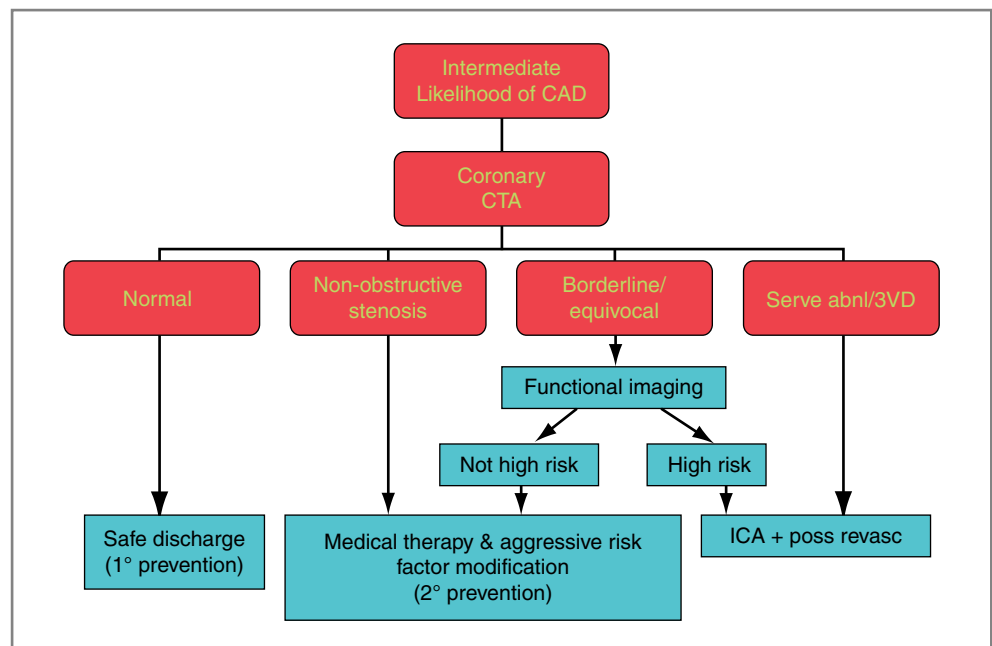 Intermediate
Likelihood of CAD
Coronary
CTA
Normal
Non-obstructive
stenosis
Borderline/
equivocal
Serve abnl/3VD
Functional imaging
Not high risk
High risk
Safe discharge
(1° prevention)
Medical therapy & aggressive risk
factor modification
(2° prevention)
ICA + poss revasc